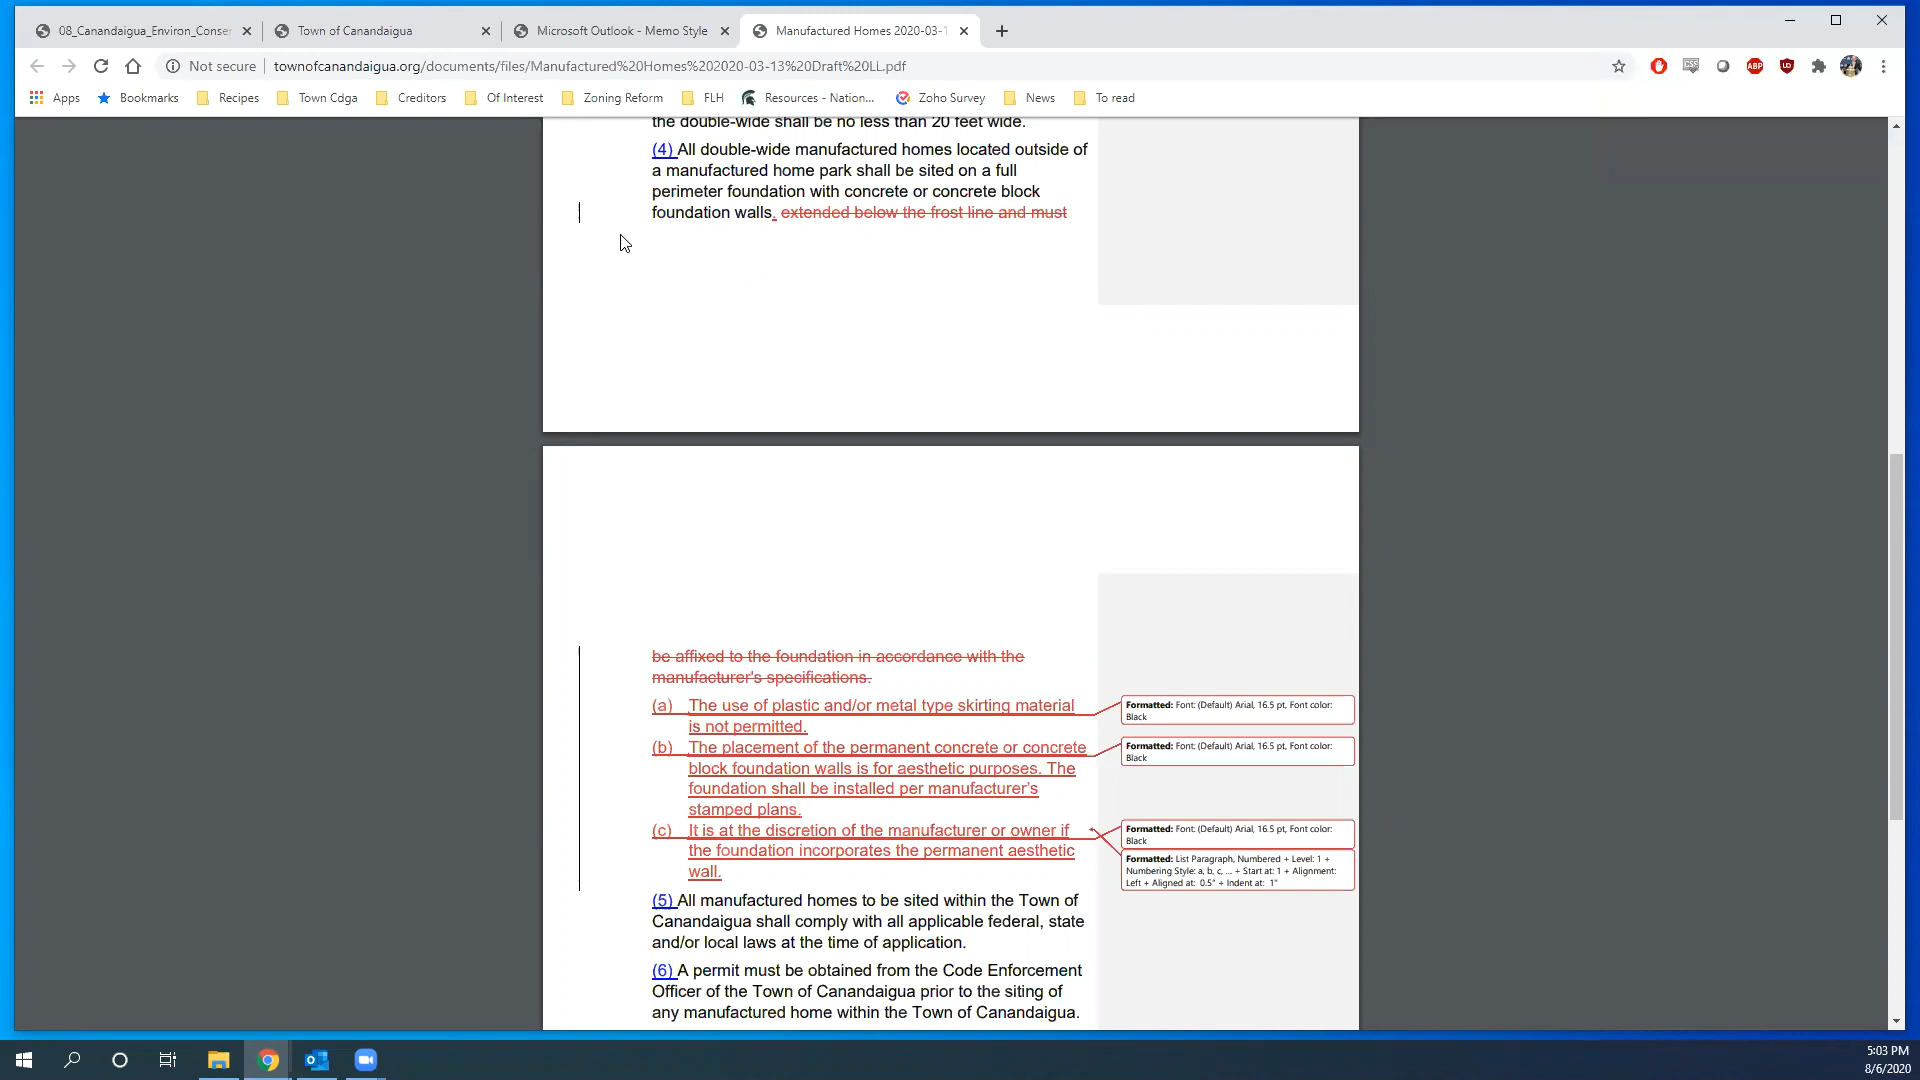 08_Canandaigua_Environ_Conser
Town of Canandaigua
Microsoft Outlook - Memo Style
Manufactured Homes 2020-03-1
Not secure
townofcanandaigua.org/documents/files/Manufactured%20Homes%202020-03-13%20Draft%20LL.pdf
Apps
Bookmarks
Recipes
Town Cdga
Creditors
Of Interest
Zoning Reform
FLH
Resources - Nation...
Zoho Survey
News
To read
the double-wide shall be no less than 20 feet wide.
(4) All double-wide manufactured homes located outside of
a manufactured home park shall be sited on a full
perimeter foundation with concrete or concrete block
foundation walls. extended below the frost line and must
be affixed to the foundation in accordance with the
manufacturer's specifications.
(a) The use of plastic and/or metal type skirting material
is not permitted.
(b) The placement of the permanent concrete or concrete
block foundation walls is for aesthetic purposes. The
foundation shall be installed per manufacturer's
stamped plans.
(c) It is at the discretion of the manufacturer or owner if
the foundation incorporates the permanent aesthetic
wall.
Formatted: Font: (Default) Arial, 16.5 pt, Font color:
Black
Formatted: Font: (Default) Arial, 16.5 pt, Font color:
Black
Formatted: Font: (Default) Arial, 16.5 pt, Font color:
Black
Formatted: List Paragraph, Numbered + Level: 1 +
Numbering Style: a, b, c, ... + Start at: 1 + Alignment:
Left + Aligned at: 0.5" + Indent at: 1"
(5) All manufactured homes to be sited within the Town of
Canandaigua shall comply with all applicable federal, state
and/or local laws at the time of application.
(6) A permit must be obtained from the Code Enforcement
Officer of the Town of Canandaigua prior to the siting of
any manufactured home within the Town of Canandaigua.
5:03 PM
8/6/2020